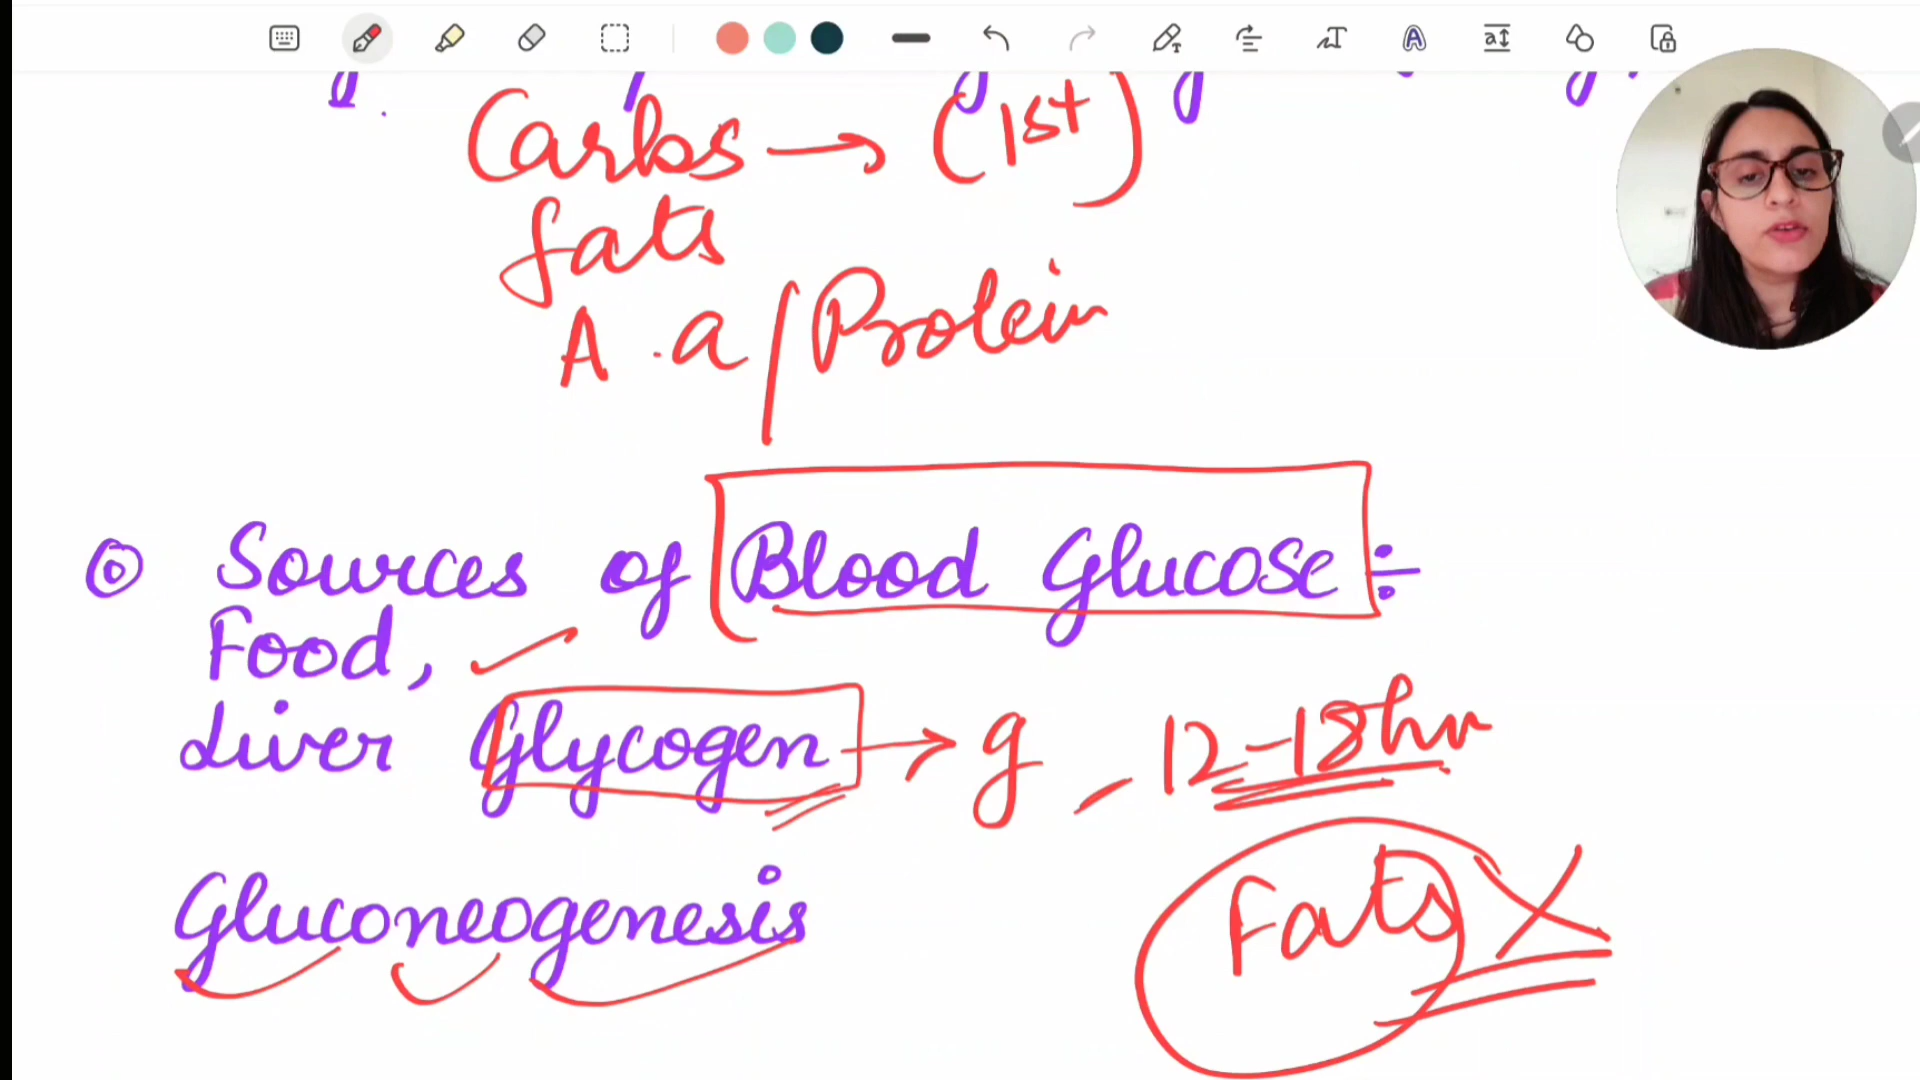 Carbs → (1st)
fats
A.a / Protein
Sources of Blood Glucose ÷
Food, ✓
Liver Glycogen → g - 12-18hr
Fats X
Gluconeogenesis